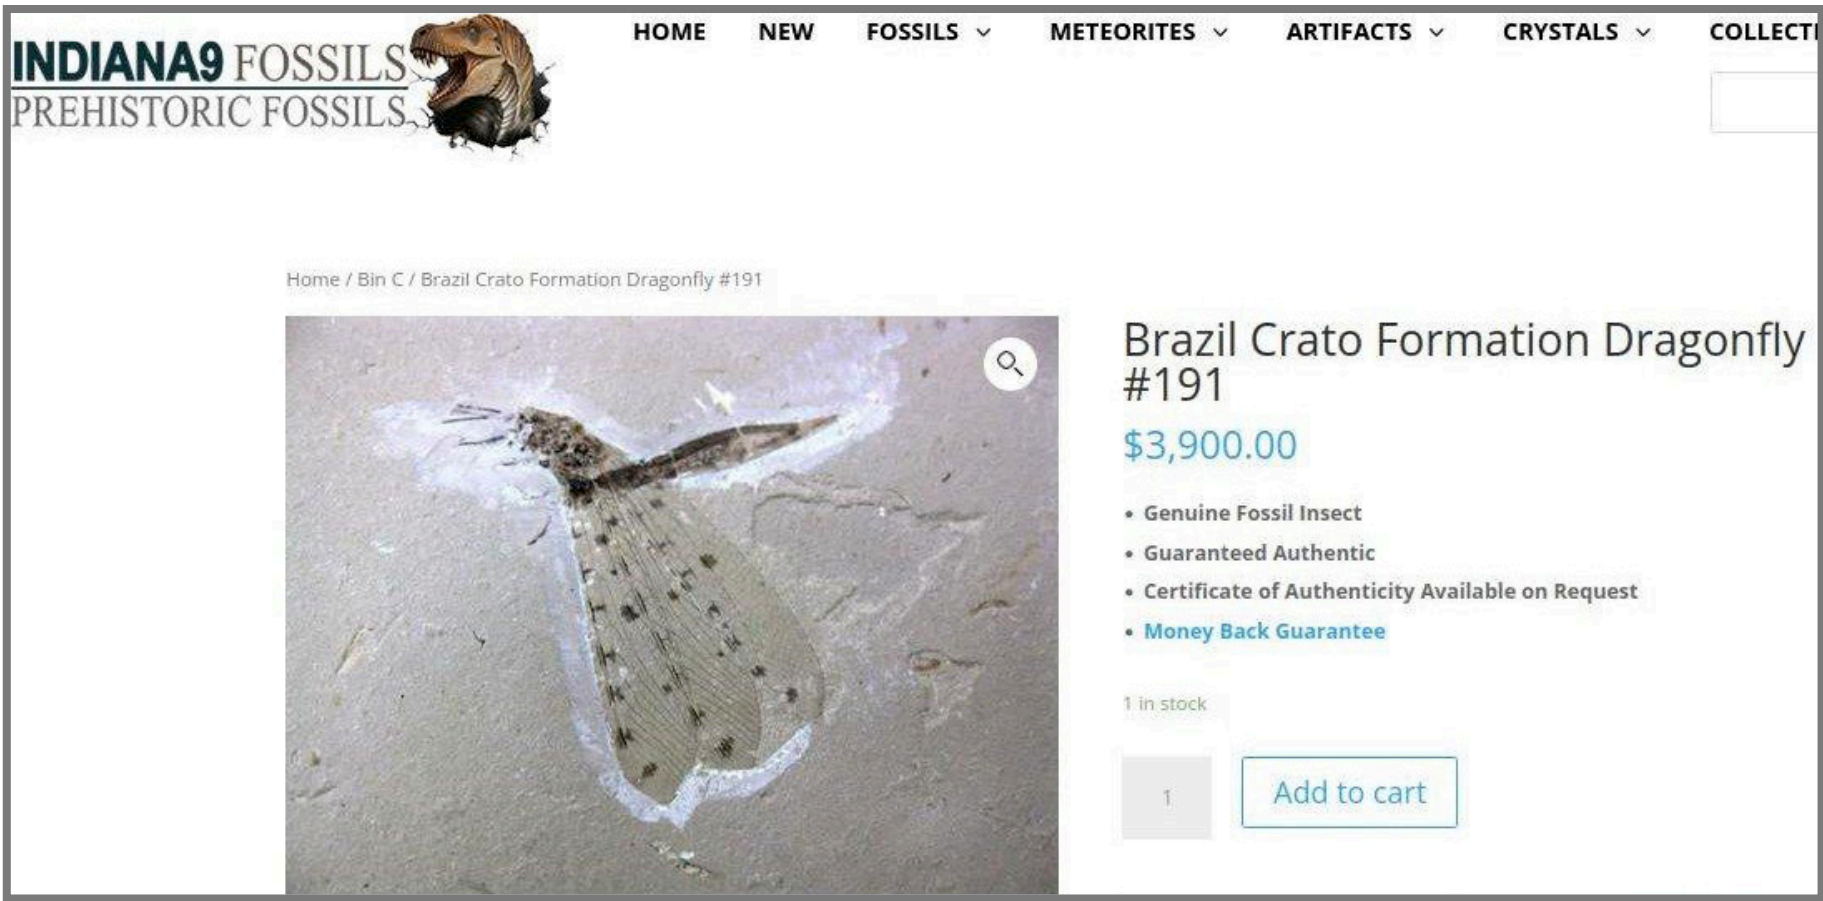 INDIANA9 FOSSILS
PREHISTORIC FOSSILS
HOME NEW FOSSILS METEORITES ARTIFACTS CRYSTALS COLLECTI
Home / Bin C / Brazil Crato Formation Dragonfly #191
Brazil Crato Formation Dragonfly
#191
$3,900.00
• Genuine Fossil Insect
• Guaranteed Authentic
• Certificate of Authenticity Available on Request
• Money Back Guarantee
1 in stock
1
Add to cart